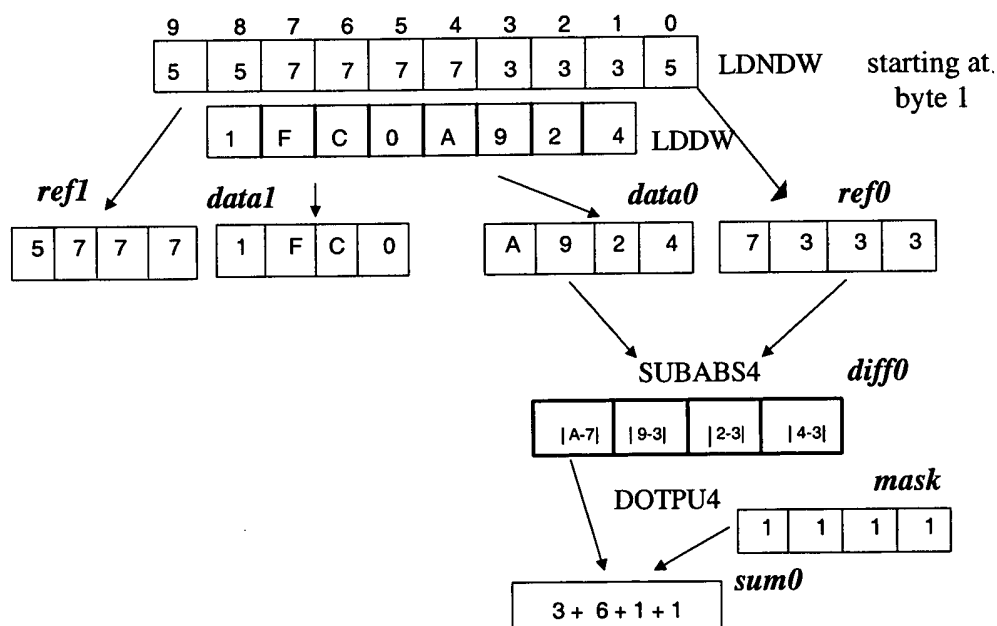 9 8 7 6 5 4 3 2 1 0
5 5 7 7 7 7 3 3 3 5 LDNDW starting at
byte 1
1 F C 0 A 9 2 4 LDDW
ref1 data1 data0 ref0
5 7 7 7 1 F C 0 A 9 2 4 7 3 3 3
SUBABS4 diff0
|A-7| |9-3| |2-3| |4-3|
mask
DOTPU4
1 1 1 1
sum0
3 + 6 + 1 + 1